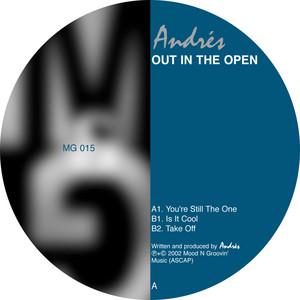 Andrés
OUT IN THE OPEN
MG 015
A1. You're Still The One
B1. Is It Cool
B2. Take Off
Written and produced by Andrés
℗+© 2002 Mood N Groovin'
Music (ASCAP)
A